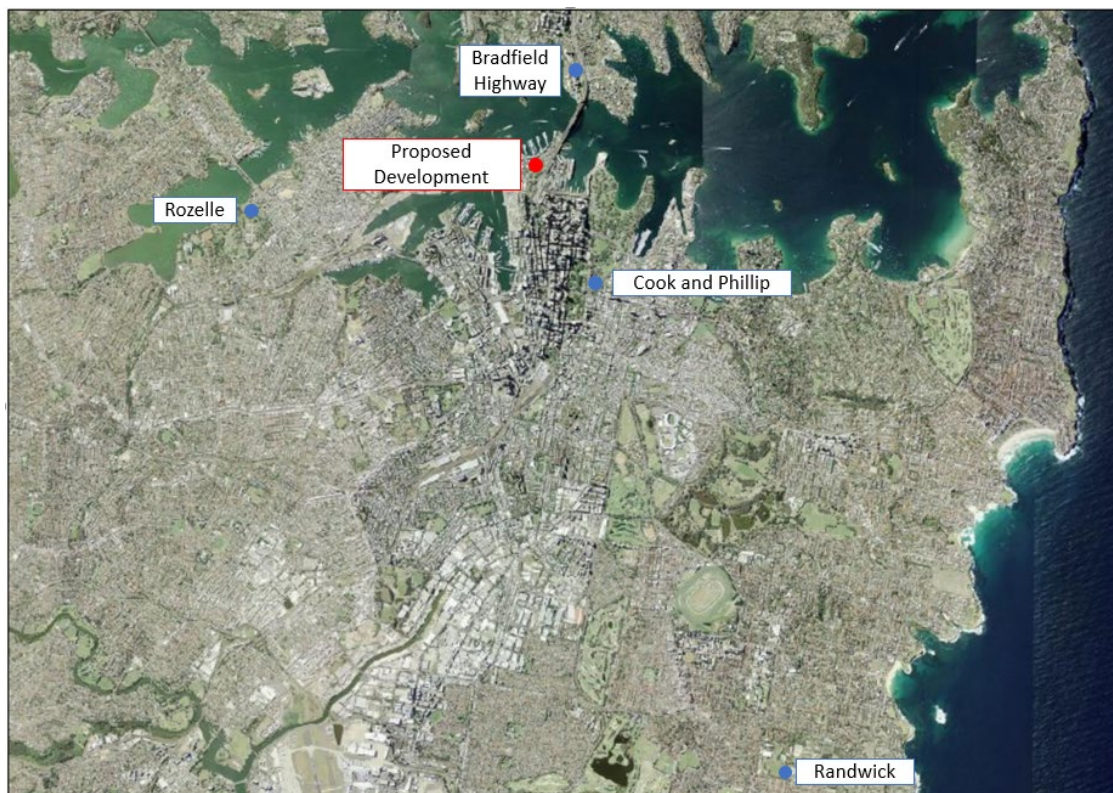 Bradfield
Highway
Proposed
Development
Rozelle
Cook and Phillip
Randwick